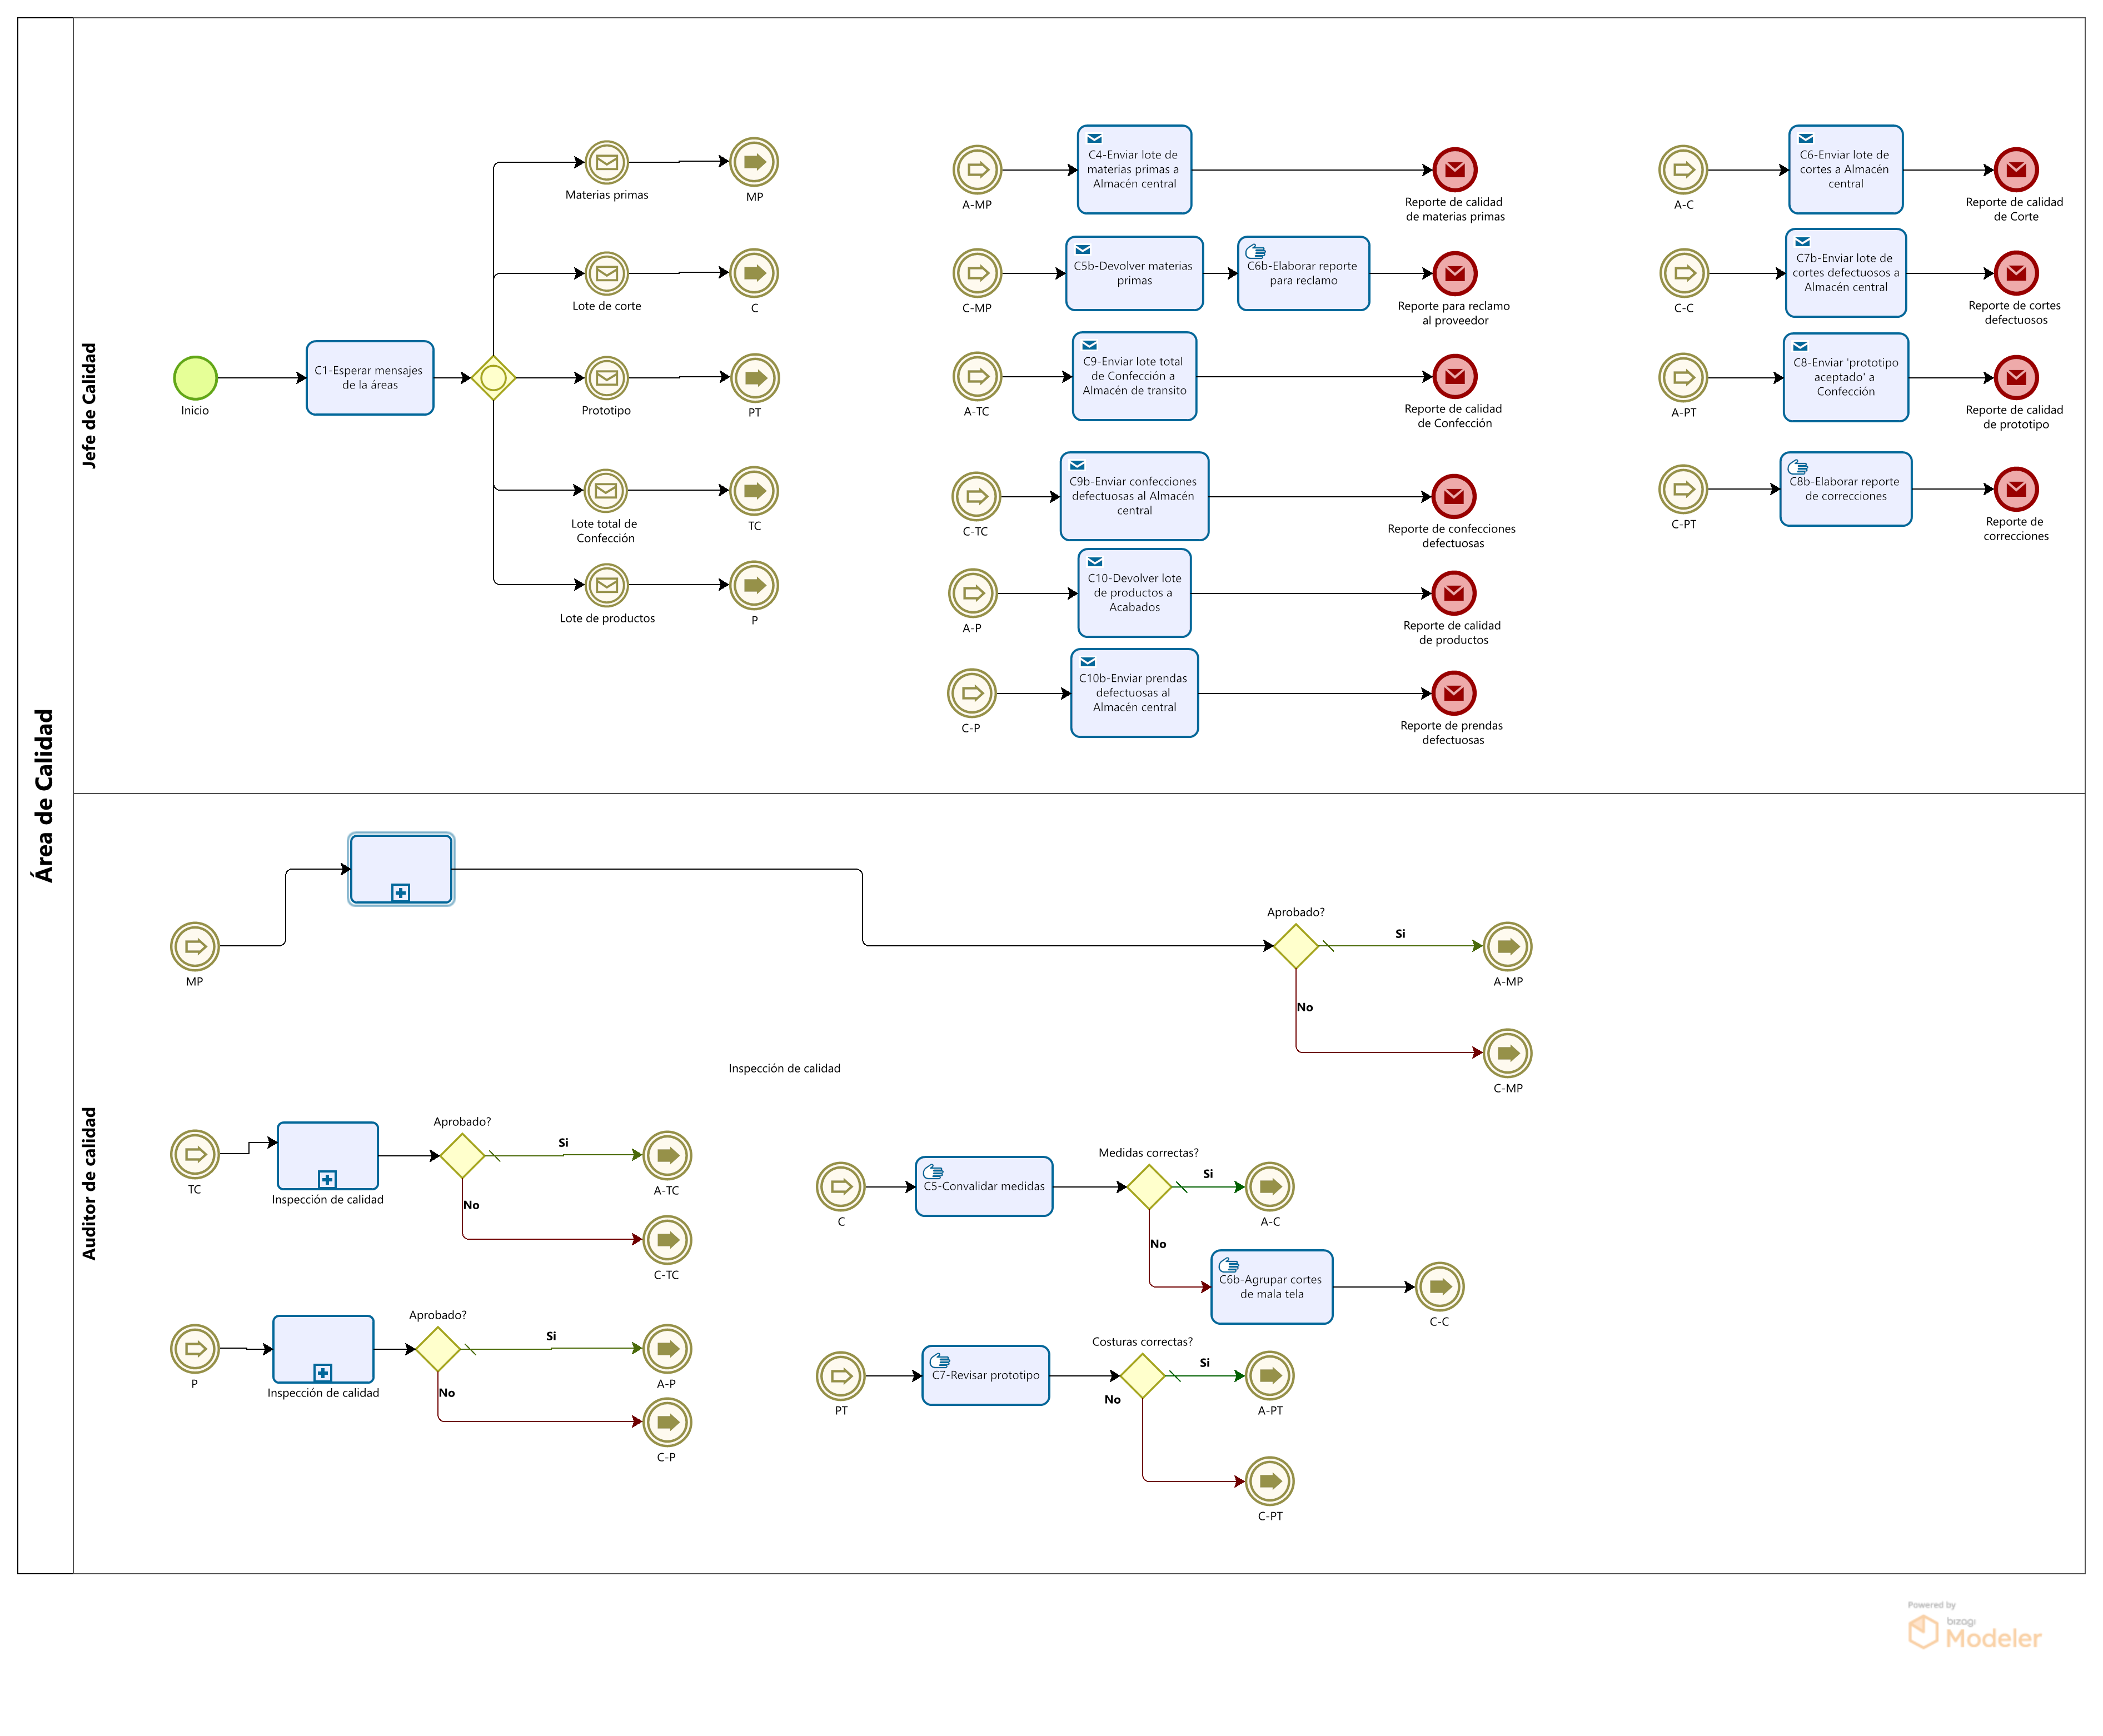 Área de Calidad
Jefe de Calidad
Inicio
C1-Esperar mensajes
de la áreas
Materias primas
MP
Lote de corte
C
Prototipo
PT
Lote total de
Confección
TC
Lote de productos
P
A-MP
C4-Enviar lote de
materias primas a
Almacén central
Reporte de calidad
de materias primas
C-MP
C5b-Devolver materias
primas
C6b-Elaborar reporte
para reclamo
Reporte para reclamo
al proveedor
A-TC
C9-Enviar lote total
de Confección a
Almacén de transito
Reporte de calidad
de Confección
C-TC
C9b-Enviar confecciones
defectuosas al Almacén
central
Reporte de confecciones
defectuosas
A-P
C10-Devolver lote
de productos a
Acabados
Reporte de calidad
de productos
C-P
C10b-Enviar prendas
defectuosas al
Almacén central
Reporte de prendas
defectuosas
A-C
C6-Enviar lote de
cortes a Almacén
central
Reporte de calidad
de Corte
C-C
C7b-Enviar lote de
cortes defectuosos a
Almacén central
Reporte de cortes
defectuosos
A-PT
C8-Enviar 'prototipo
aceptado' a
Confección
Reporte de calidad
de prototipo
C-PT
C8b-Elaborar reporte
de correcciones
Reporte de
correcciones
Auditor de calidad
MP
Aprobado?
Si
A-MP
No
C-MP
Inspección de calidad
TC
Inspección de calidad
Aprobado?
Si
A-TC
No
C-TC
P
Inspección de calidad
Aprobado?
Si
A-P
No
C-P
C
C5-Convalidar medidas
Medidas correctas?
Si
A-C
No
C6b-Agrupar cortes
de mala tela
C-C
PT
C7-Revisar prototipo
Costuras correctas?
Si
A-PT
No
C-PT
Powered by
bizagi
Modeler